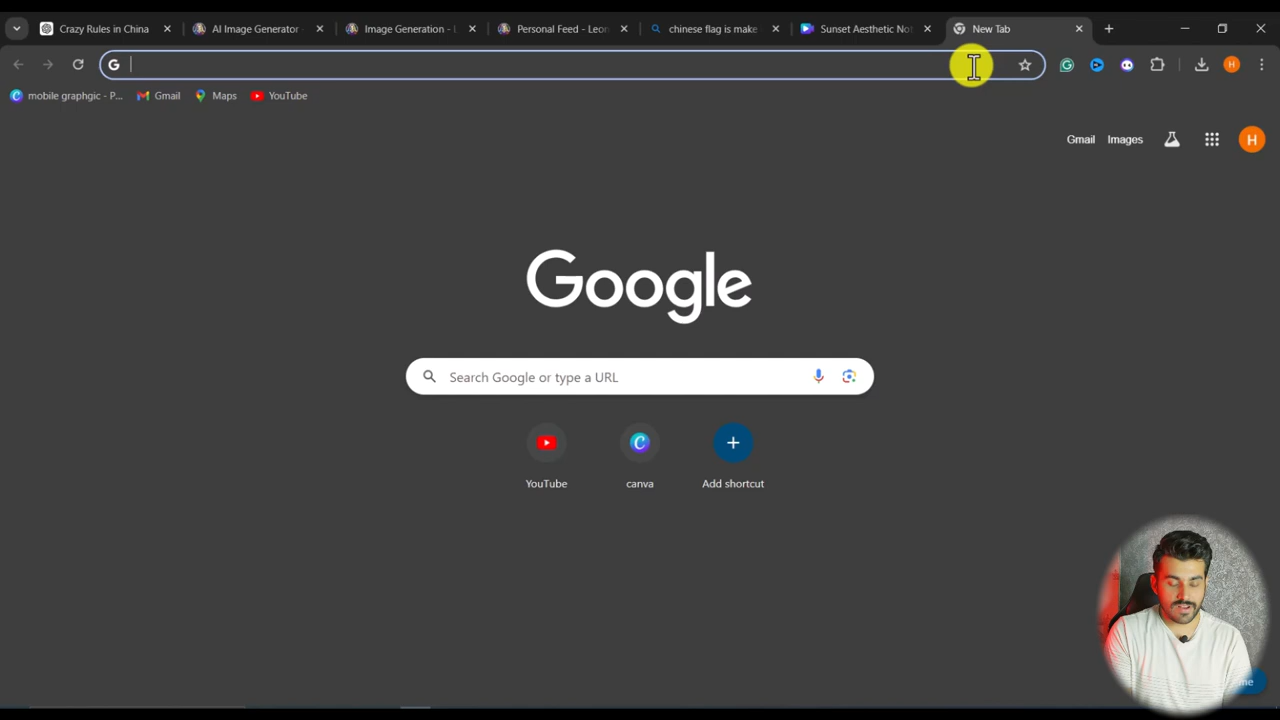 Crazy Rules in China
AI Image Generator -
Image Generation - L
Personal Feed - Leon
chinese flag is make
Sunset Aesthetic Not
New Tab
mobile graphgic - P...
Gmail
Maps
YouTube
H
Gmail
Images
H
Google
Search Google or type a URL
YouTube
canva
Add shortcut